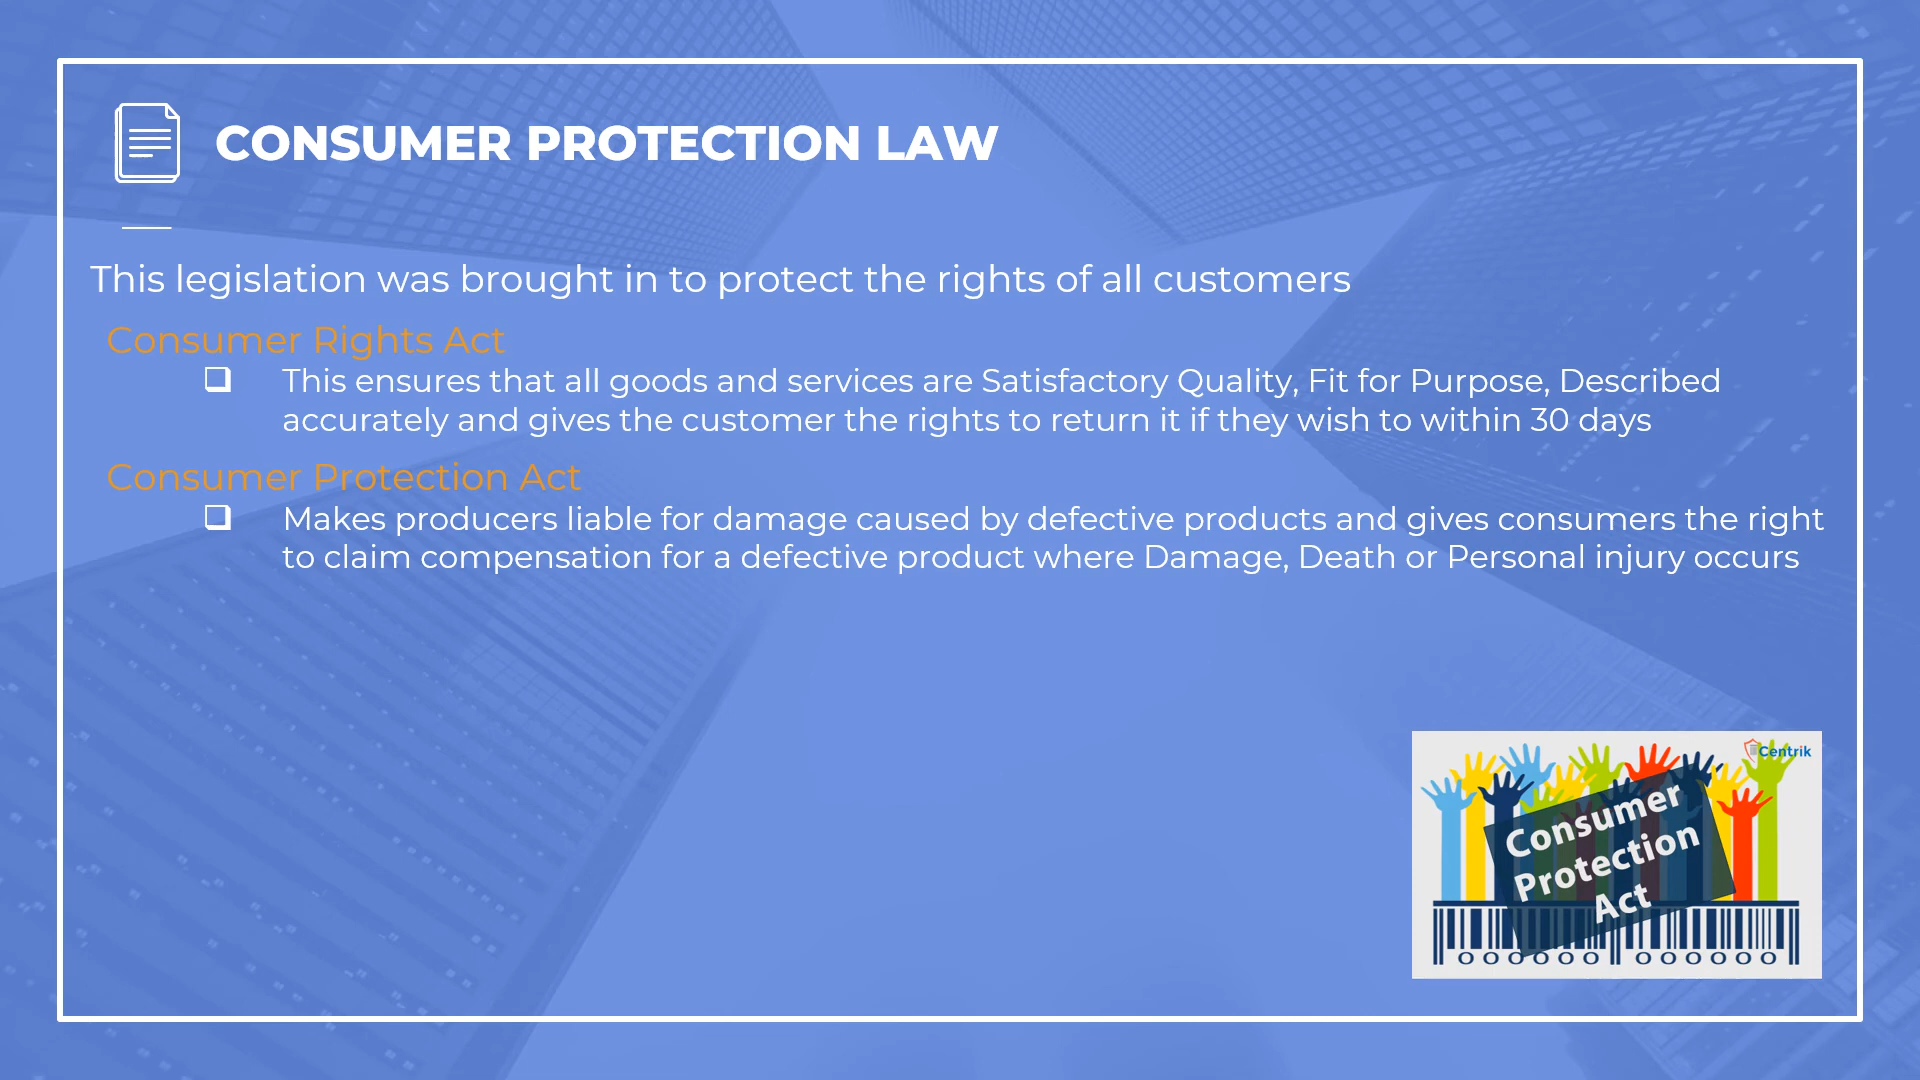 CONSUMER PROTECTION LAW
This legislation was brought in to protect the rights of all customers
Consumer Rights Act
❑ This ensures that all goods and services are Satisfactory Quality, Fit for Purpose, Described
accurately and gives the customer the rights to return it if they wish to within 30 days
Consumer Protection Act
❑ Makes producers liable for damage caused by defective products and gives consumers the right
to claim compensation for a defective product where Damage, Death or Personal injury occurs
Centrik
Consumer
Protection
Act